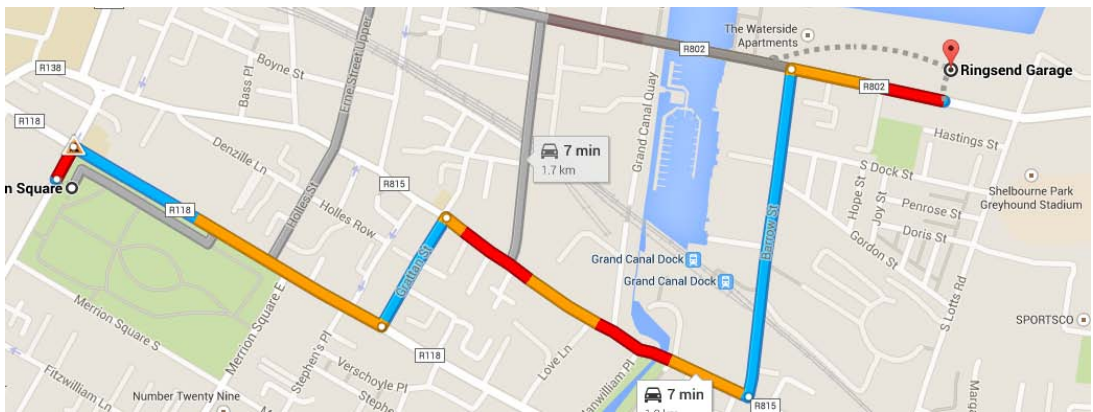 R802
The Waterside
Apartments
Ringsend Garage
R802
R138
Boyne St
Bass Pl
Erne Street Upper
Grand Canal Quay
R118
Denzille Ln
7 min
1.7 km
Hastings St
S Dock St
Hope St
Joy St
Shelbourne Park
Greyhound Stadium
Penrose St
Doris St
Gordon St
n Square
R118
Holles St
R815
Holles Row
Grattan St
Barrow St
Grand Canal Dock
Grand Canal Dock
S Lotts Rd
SPORTSCO
Merrion Square S
Merrion Square E
Stephen's Pl
R118
Love Ln
Verschoyle Pl
Fitzwilliam Ln
Number Twenty Nine
7 min
R815